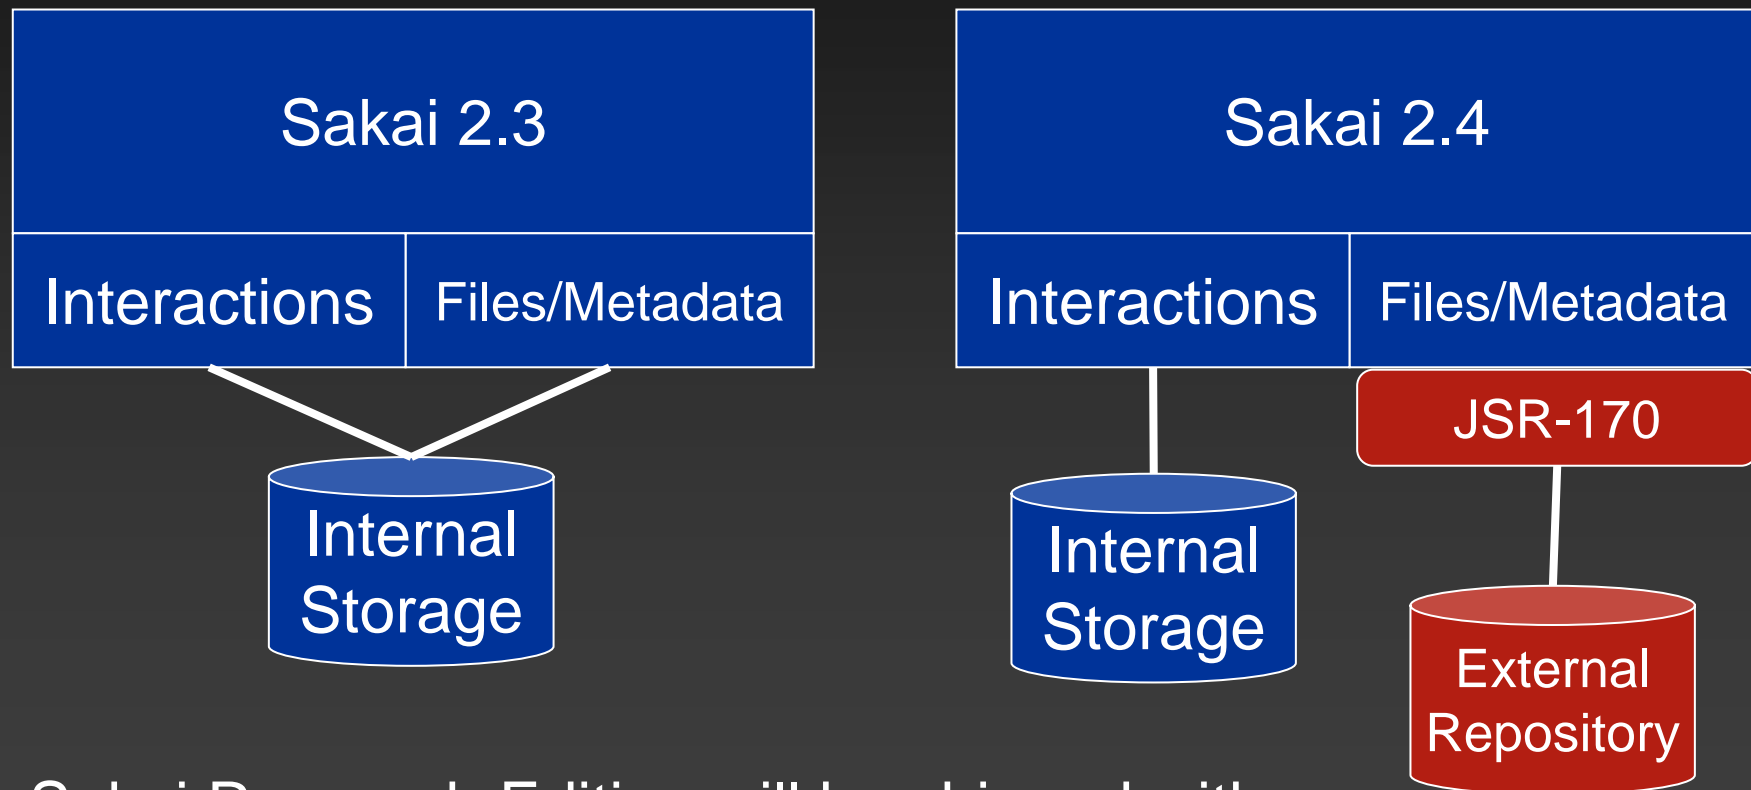 Sakai 2.3
Interactions
Files/Metadata
Internal
Storage
Sakai 2.4
Interactions
Files/Metadata
JSR-170
Internal
Storage
External
Repository